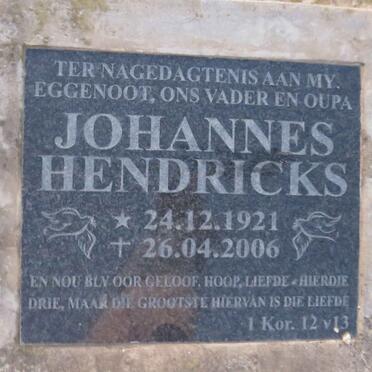 TER NAGEDAGTENIS AAN MY.
EGGENOOT, ONS VADER EN OUPA
JOHANNES
HENDRICKS
★ 24.12.1921
✝ 26.04.2006
EN NOU BLY OOR GELOOF, HOOP, LIEFDE - HIERDIE
DRIE, MAAR DIE GROOTSTE HIERVAN IS DIE LIEFDE
1 Kor. 12 v13